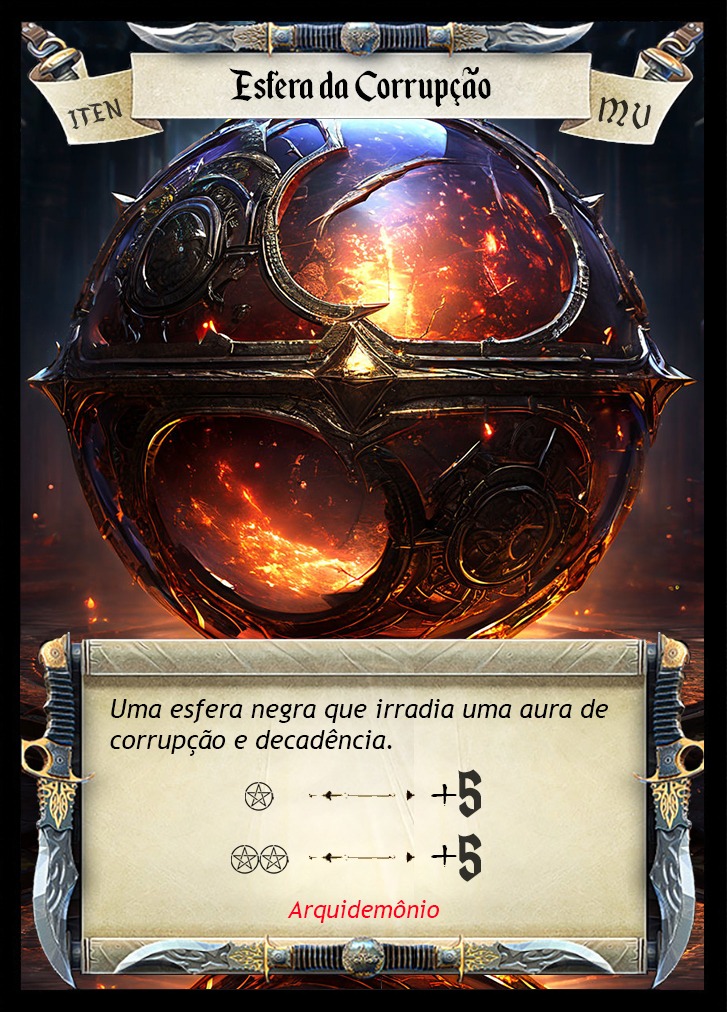 Esfera da Corrupção
ITEN
MU
Uma esfera negra que irradia uma aura de
corrupção e decadência.
+5
+5
Arquidemônio